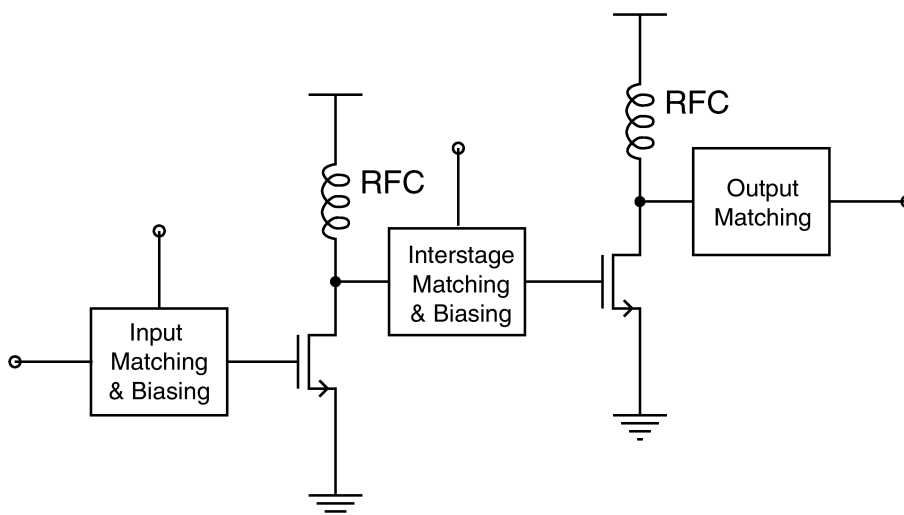 Input
Matching
& Biasing
RFC
Interstage
Matching
& Biasing
RFC
Output
Matching